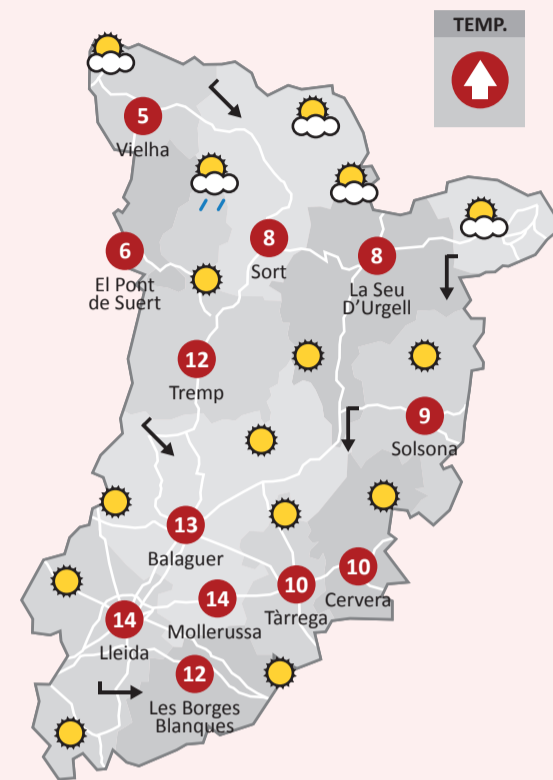 TEMP.
5
Vielha
6
El Pont
de Suert
8
Sort
8
La Seu
D'Urgell
12
Tremp
9
Solsona
13
Balaguer
10
Cervera
10
Tàrrega
14
Mollerussa
14
Lleida
12
Les Borges
Blanques